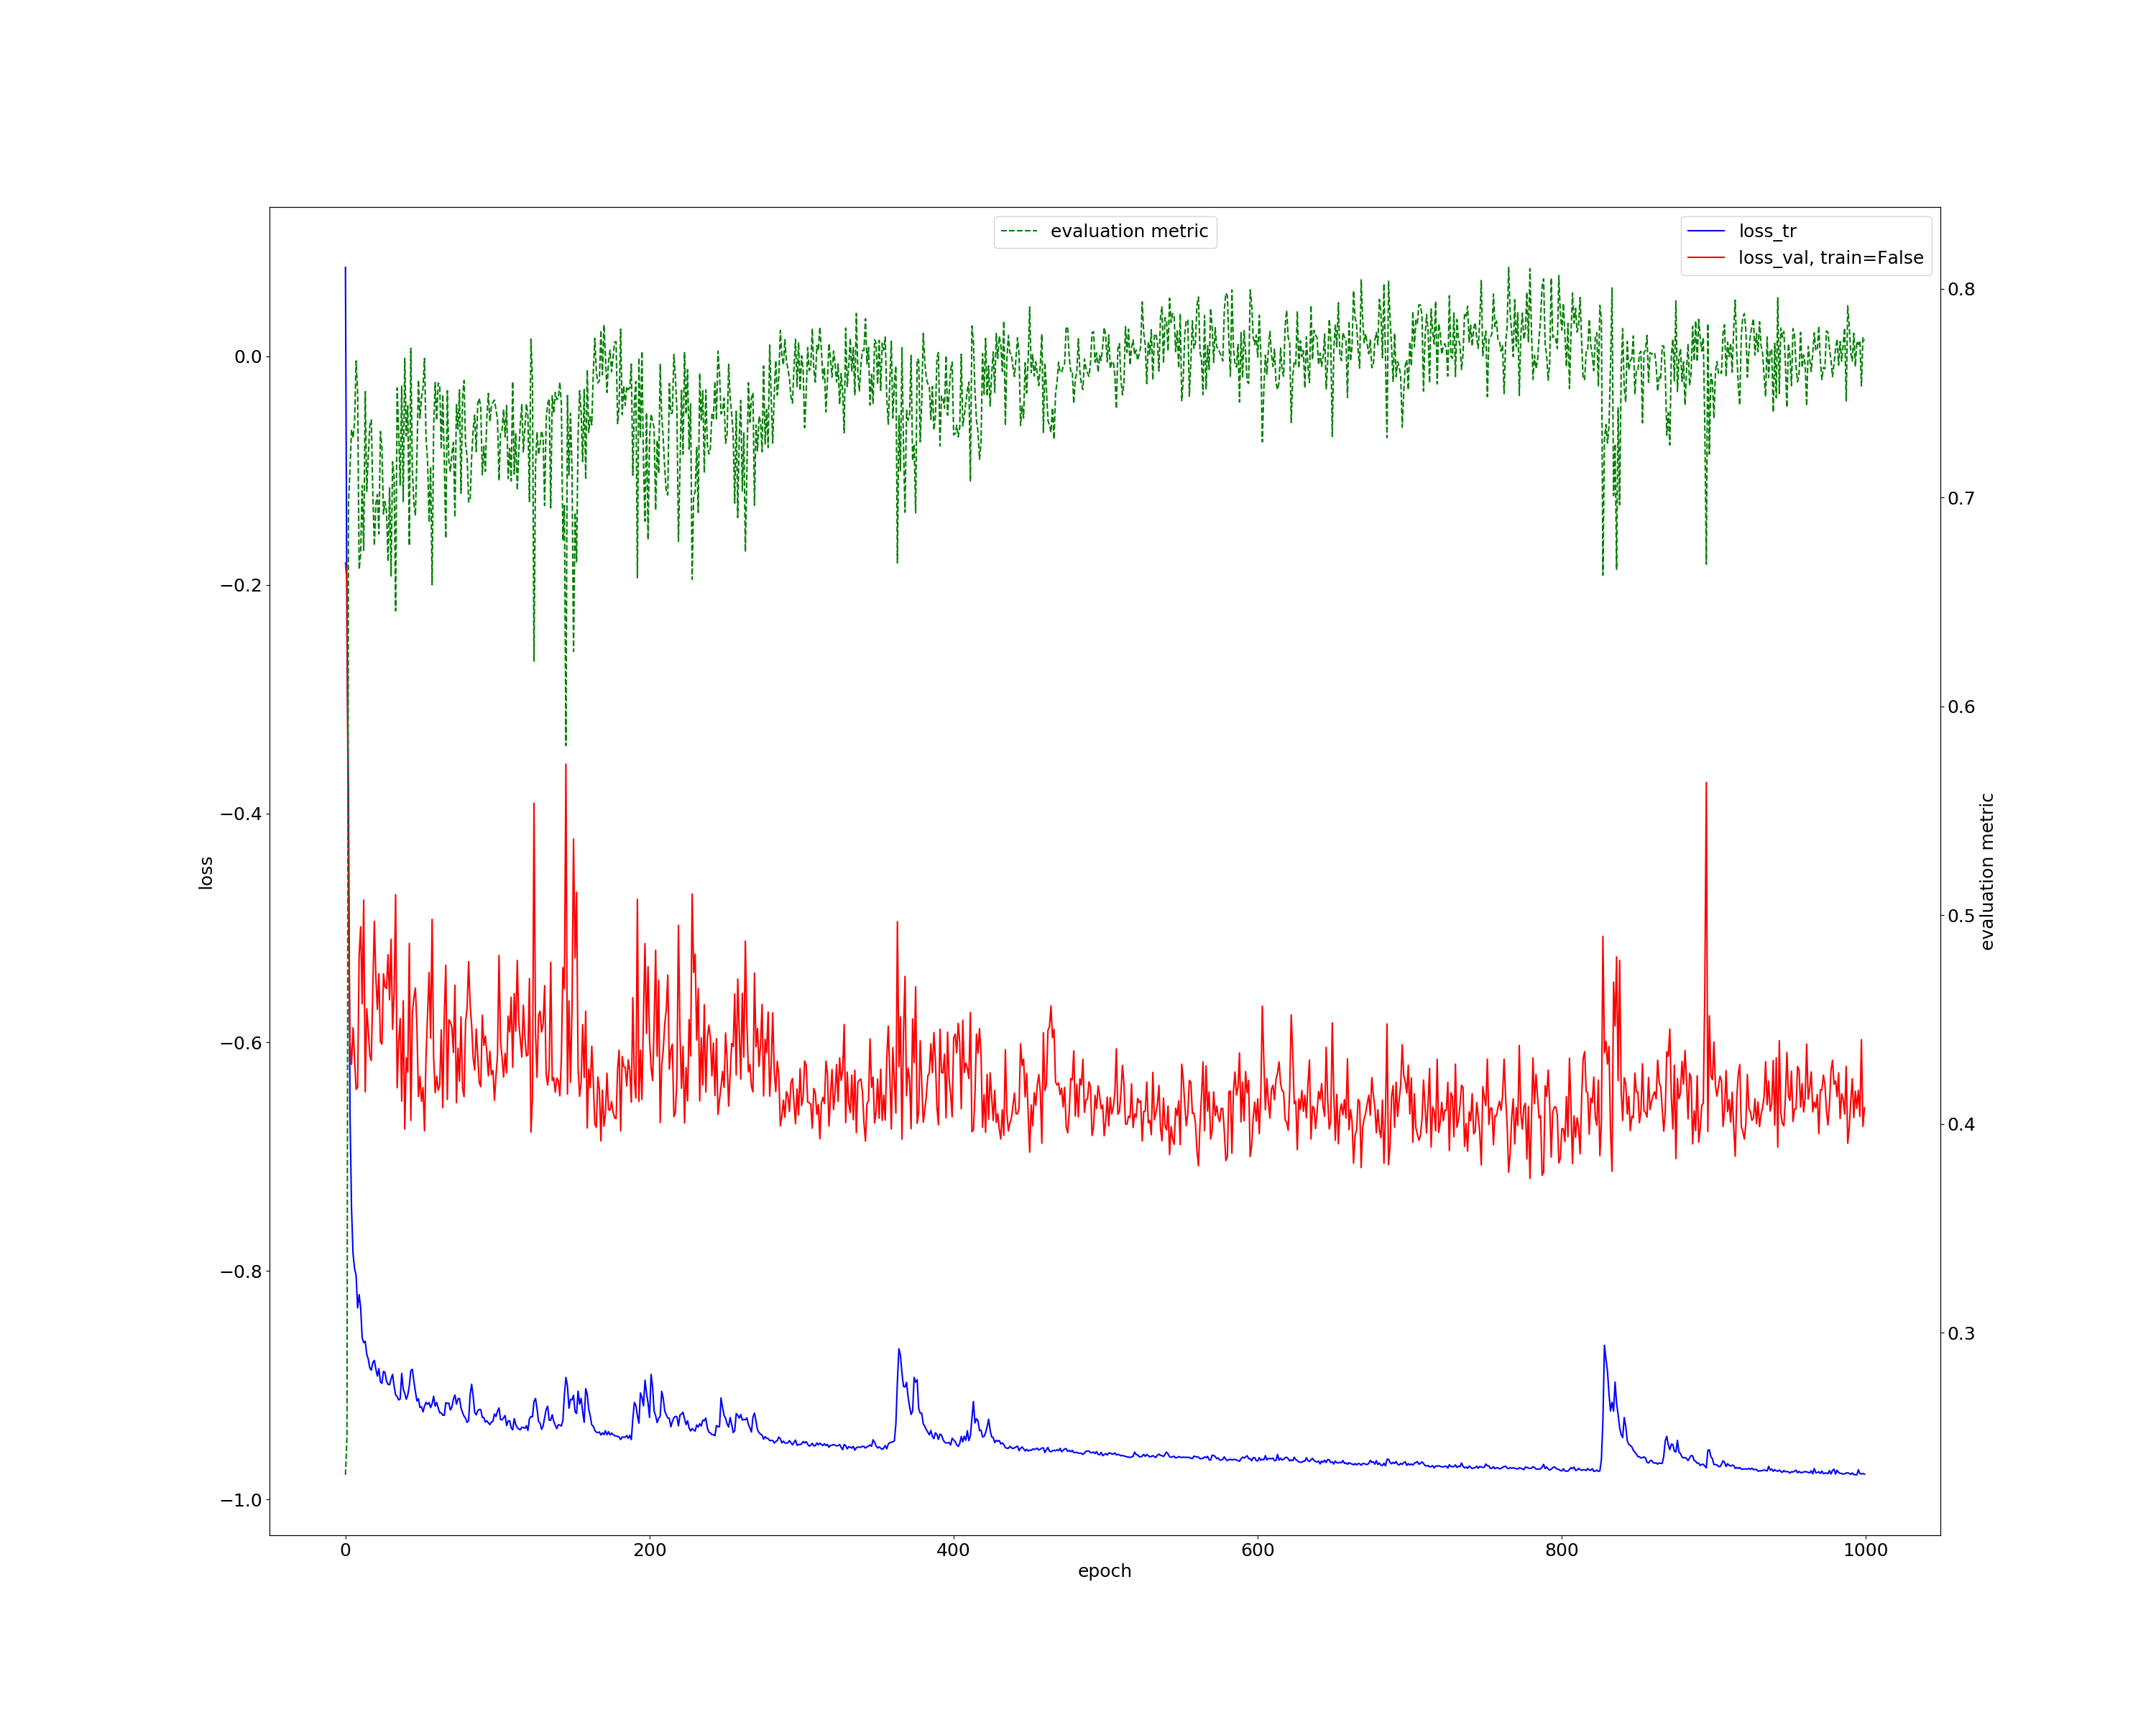 evaluation metric
loss_tr
loss_val, train=False
0.0
−0.2
−0.4
−0.6
−0.8
−1.0
loss
0.8
0.7
0.6
0.5
0.4
0.3
evaluation metric
0 200 400 600 800 1000
epoch